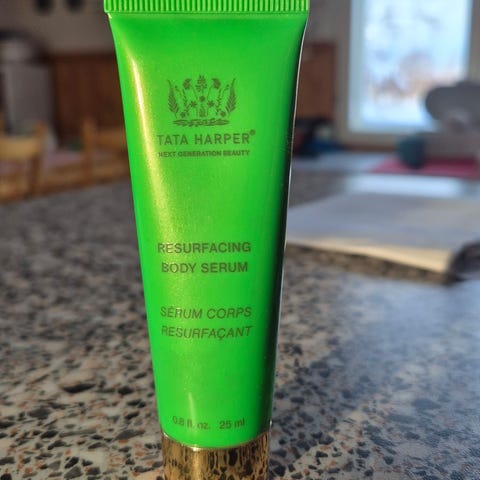 TATA HARPER®
NEXT GENERATION BEAUTY
RESURFACING
BODY SERUM
SÉRUM CORPS
RESURFAÇANT
0.8 fl. oz. 25 ml